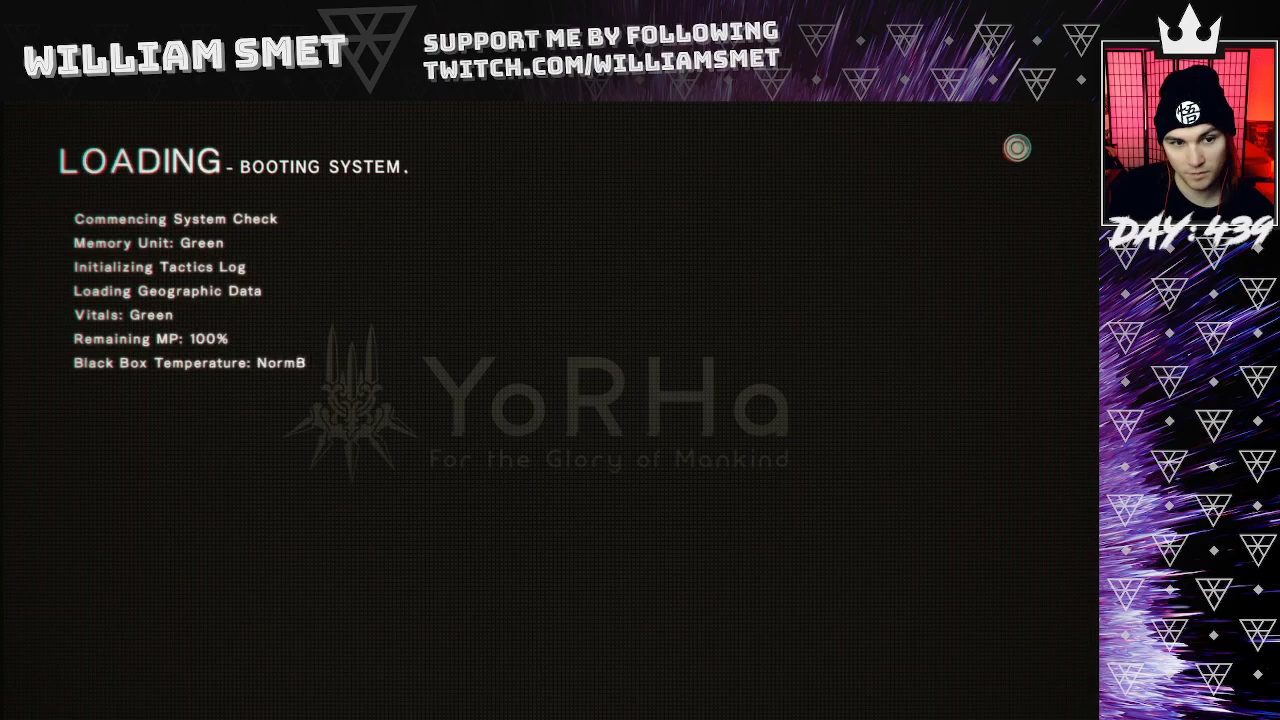 WILLIAM SMET
SUPPORT ME BY FOLLOWING
TWITCH.COM/WILLIAMSMET
悟
DAY: 439
LOADING - BOOTING SYSTEM.
Commencing System Check
Memory Unit: Green
Initializing Tactics Log
Loading Geographic Data
Vitals: Green
Remaining MP: 100%
Black Box Temperature: NormB
YoRHa
For the Glory of Mankind